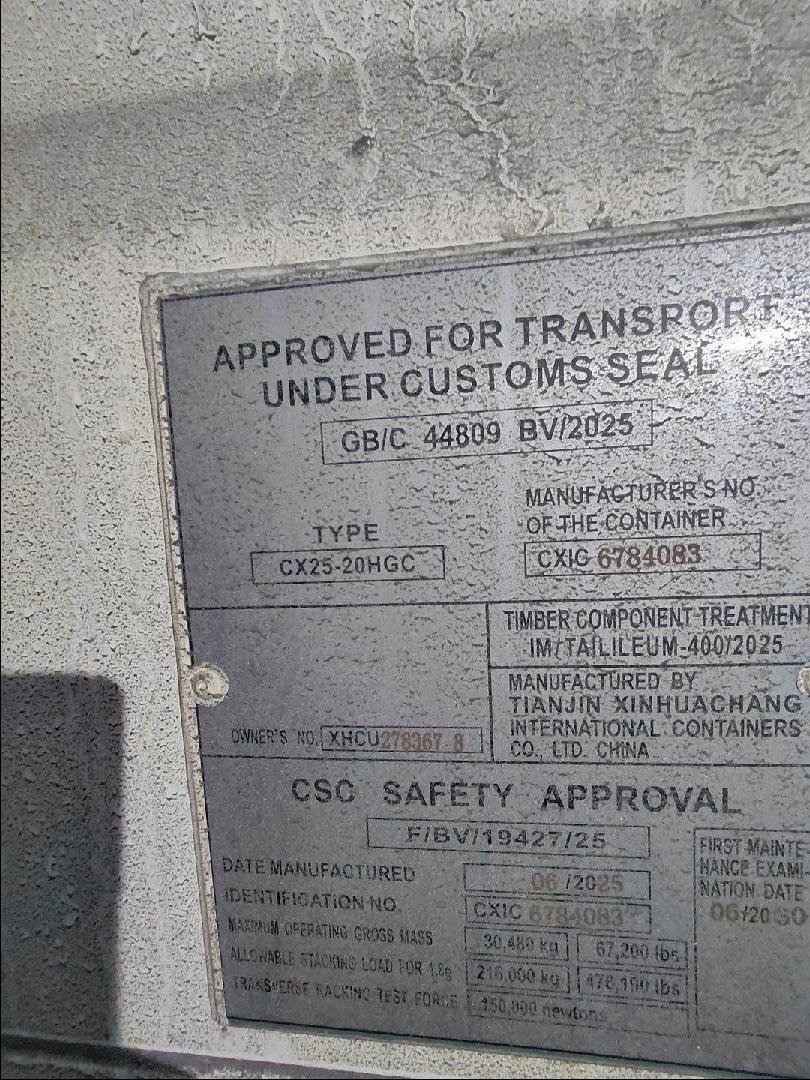 APPROVED FOR TRANSPORT
UNDER CUSTOMS SEAL
GB/C 44809 BV/2025
TYPE
CX25-20HGC
MANUFACTURER'S NO.
OF THE CONTAINER
CXIC 6784083
TIMBER COMPONENT TREATMENT
IM/TAILILEUM-400/2025
MANUFACTURED BY
TIANJIN XINHUACHANG
INTERNATIONAL CONTAINERS
CO., LTD. CHINA
OWNER'S NO. XHCU 278367 8
CSC SAFETY APPROVAL
F/BV/19427/25
DATE MANUFACTURED 06/2025
IDENTIFICATION NO. CXIC 6784083
MAXIMUM OPERATING GROSS MASS 30,480 kg 67,200 lbs
ALLOWABLE STACKING LOAD FOR 1.8g 216,000 kg 476,190 lbs
TRANSVERSE RACKING TEST FORCE 150,000 newtons
FIRST MAINTE-
NANCE EXAMI-
NATION DATE
06/2030